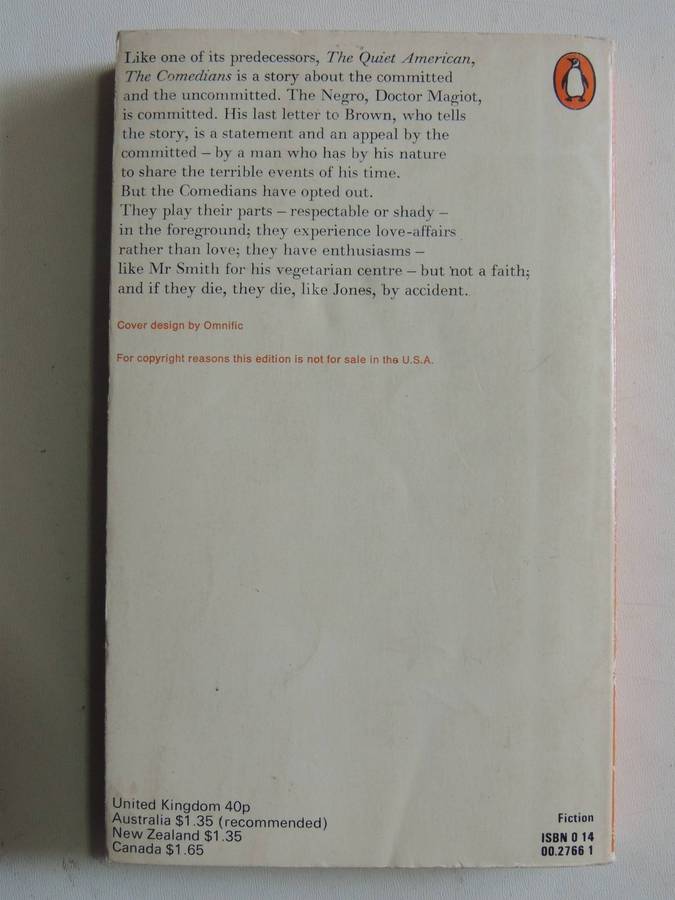 Like one of its predecessors, The Quiet American,
The Comedians is a story about the committed
and the uncommitted. The Negro, Doctor Magiot,
is committed. His last letter to Brown, who tells
the story, is a statement and an appeal by the
committed – by a man who has by his nature
to share the terrible events of his time.
But the Comedians have opted out.
They play their parts – respectable or shady –
in the foreground; they experience love-affairs
rather than love; they have enthusiasms –
like Mr Smith for his vegetarian centre – but not a faith;
and if they die, they die, like Jones, by accident.
Cover design by Omnific
For copyright reasons this edition is not for sale in the U.S.A.
United Kingdom 40p
Australia $1.35 (recommended)
New Zealand $1.35
Canada $1.65
Fiction
ISBN 0 14
00.2766 1